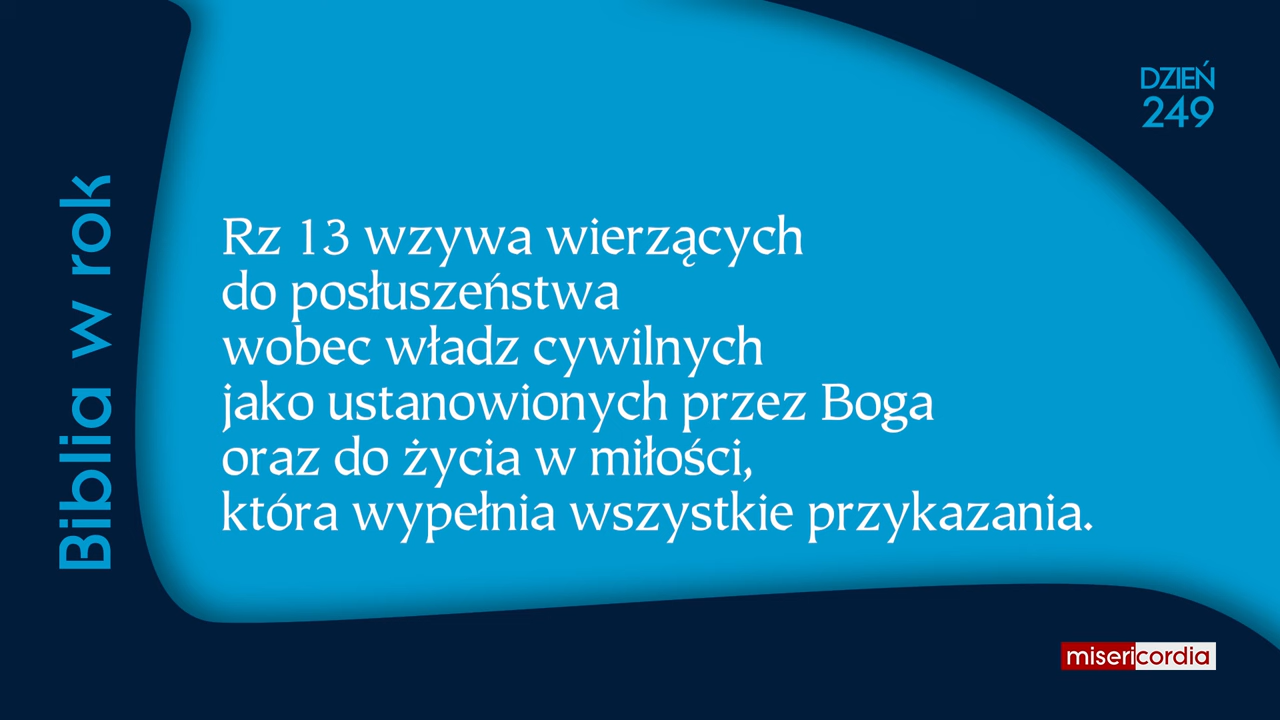 DZIEŃ
249
Biblia w rok
Rz 13 wzywa wierzących
do posłuszeństwa
wobec władz cywilnych
jako ustanowionych przez Boga
oraz do życia w miłości,
która wypełnia wszystkie przykazania.
misericordia